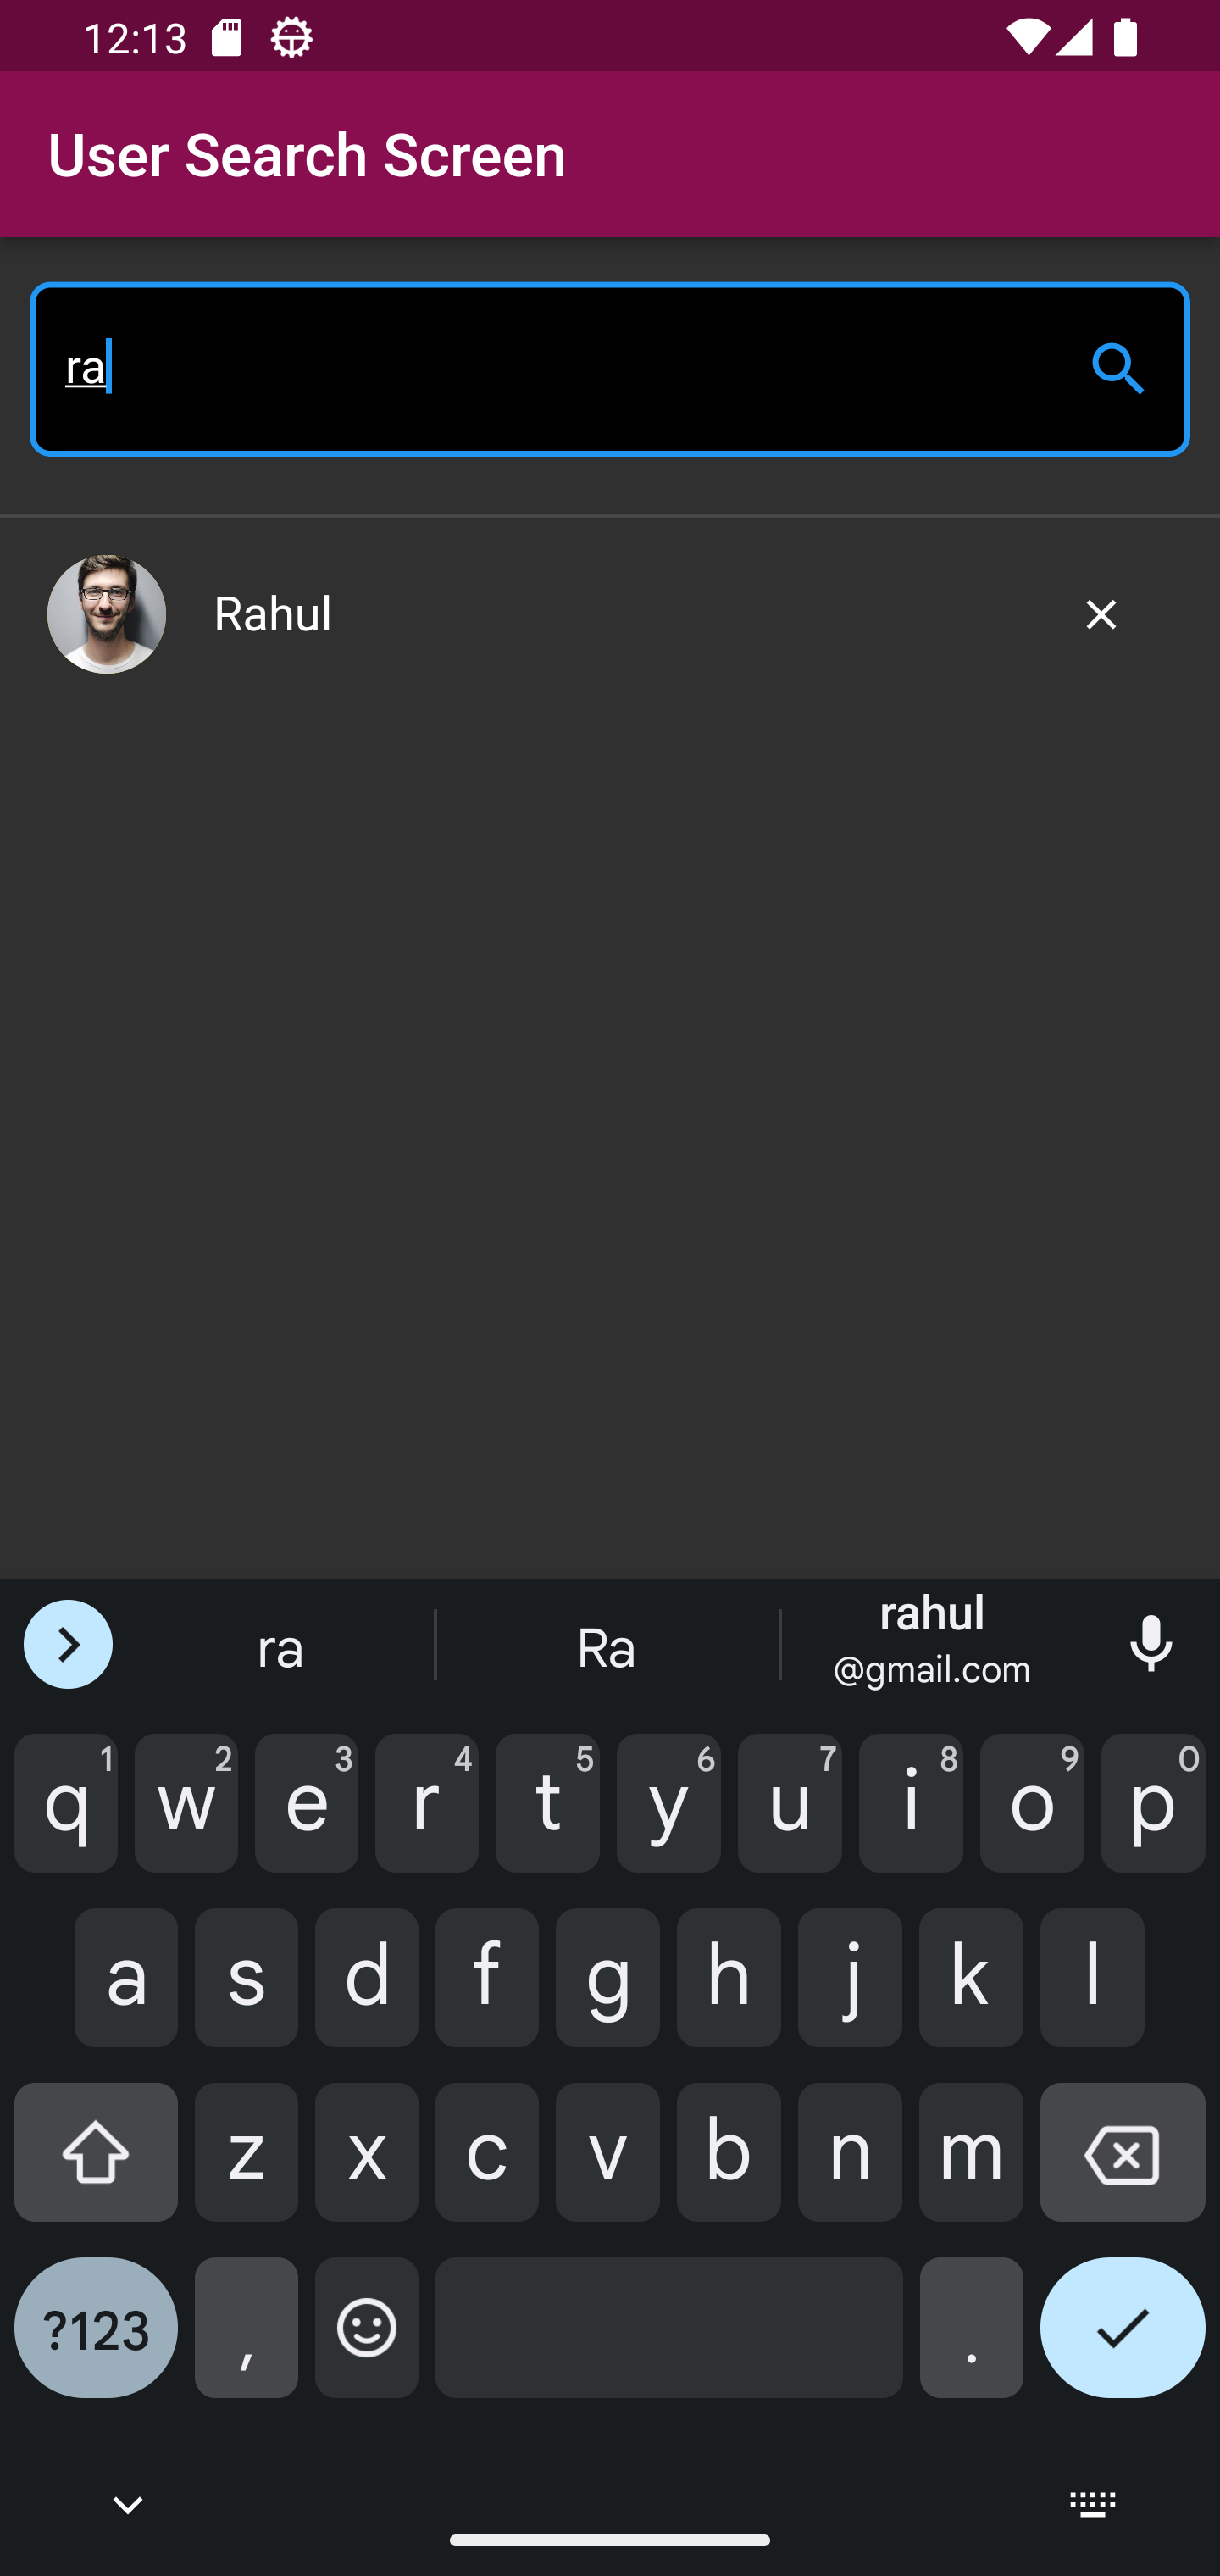 12:13
User Search Screen
ra
Rahul
ra Ra rahul
@gmail.com
1 2 3 4 5 6 7 8 9 0
q w e r t y u i o p
a s d f g h j k l
z x c v b n m
?123 , .